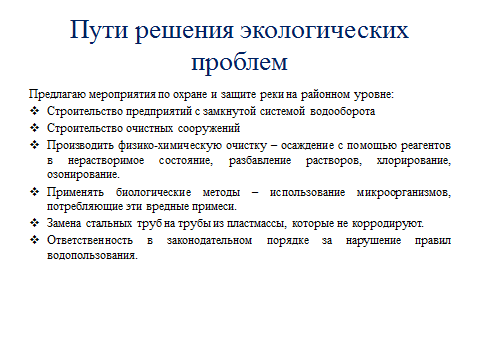 Пути решения экологических
проблем
Предлагаю мероприятия по охране и защите реки на районном уровне:
❖ Строительство предприятий с замкнутой системой водооборота
❖ Строительство очистных сооружений
❖ Производить физико-химическую очистку – осаждение с помощью реагентов
в нерастворимое состояние, разбавление растворов, хлорирование,
озонирование.
❖ Применять биологические методы – использование микроорганизмов,
потребляющие эти вредные примеси.
❖ Замена стальных труб на трубы из пластмассы, которые не корродируют.
❖ Ответственность в законодательном порядке за нарушение правил
водопользования.